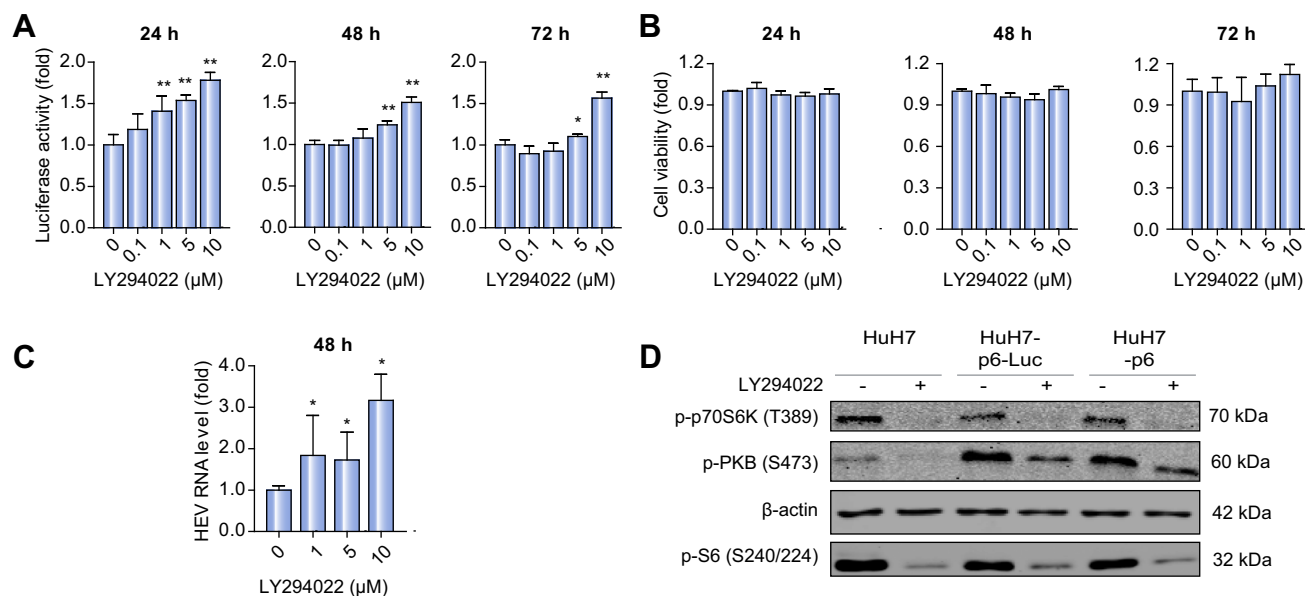 A
24 h
48 h
72 h
Luciferase activity (fold)
2.0
1.5
1.0
0.5
0.0
** ** **
0 0.1 1 5 10
LY294022 (µM)
2.0
1.5
1.0
0.5
0.0
** **
0 0.1 1 5 10
LY294022 (µM)
2.0
1.5
1.0
0.5
0.0
* **
0 0.1 1 5 10
LY294022 (µM)
B
24 h
48 h
72 h
Cell viability (fold)
1.2
0.9
0.6
0.3
0.0
0 0.1 1 5 10
LY294022 (µM)
1.2
0.9
0.6
0.3
0.0
0 0.1 1 5 10
LY294022 (µM)
1.2
0.9
0.6
0.3
0.0
0 0.1 1 5 10
LY294022 (µM)
C
48 h
HEV RNA level (fold)
4.0
3.0
2.0
1.0
0.0
* * *
0 1 5 10
LY294022 (µM)
D
HuH7
HuH7-
p6-Luc
HuH7
-p6
LY294022 - + - + - +
p-p70S6K (T389) 70 kDa
p-PKB (S473) 60 kDa
β-actin 42 kDa
p-S6 (S240/224) 32 kDa